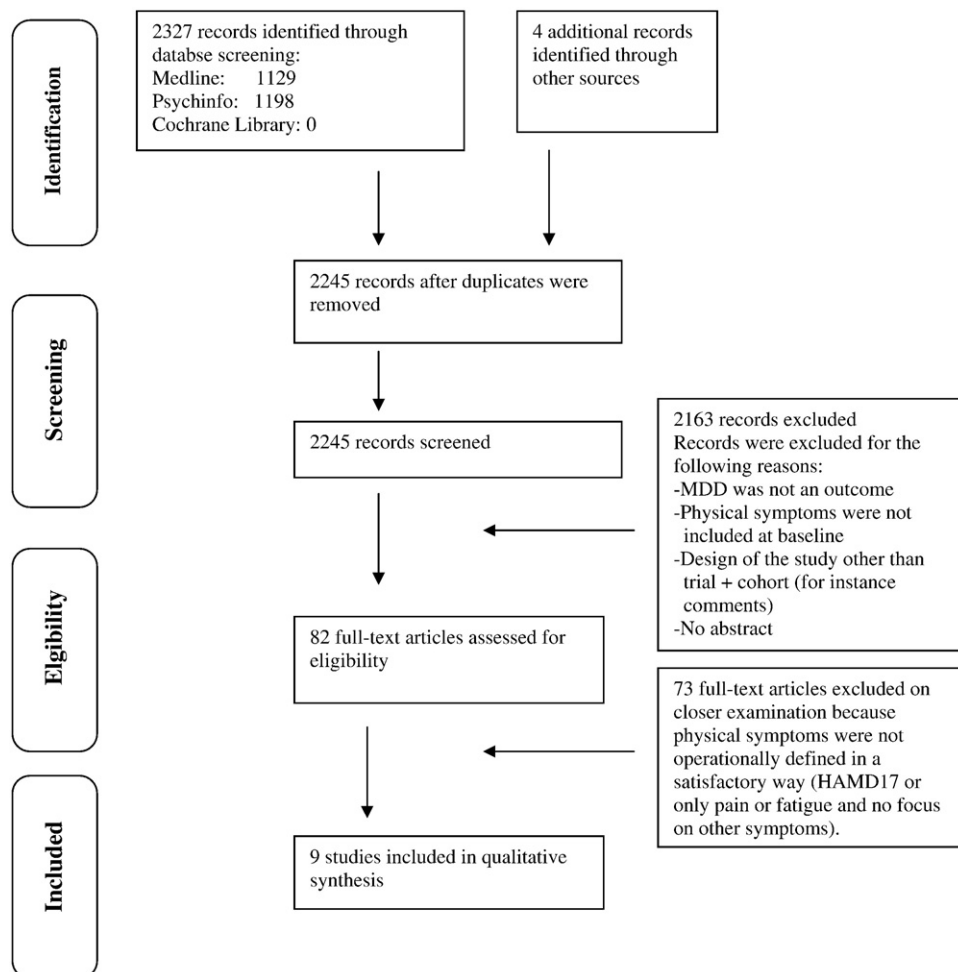 Identification
2327 records identified through
databse screening:
Medline: 1129
Psychinfo: 1198
Cochrane Library: 0
4 additional records
identified through
other sources
2245 records after duplicates were
removed
Screening
2245 records screened
2163 records excluded
Records were excluded for the
following reasons:
-MDD was not an outcome
-Physical symptoms were not
included at baseline
-Design of the study other than
trial + cohort (for instance
comments)
-No abstract
Elgibility
82 full-text articles assessed for
eligibility
73 full-text articles excluded on
closer examination because
physical symptoms were not
operationally defined in a
satisfactory way (HAMD17 or
only pain or fatigue and no focus
on other symptoms).
Included
9 studies included in qualitative
synthesis